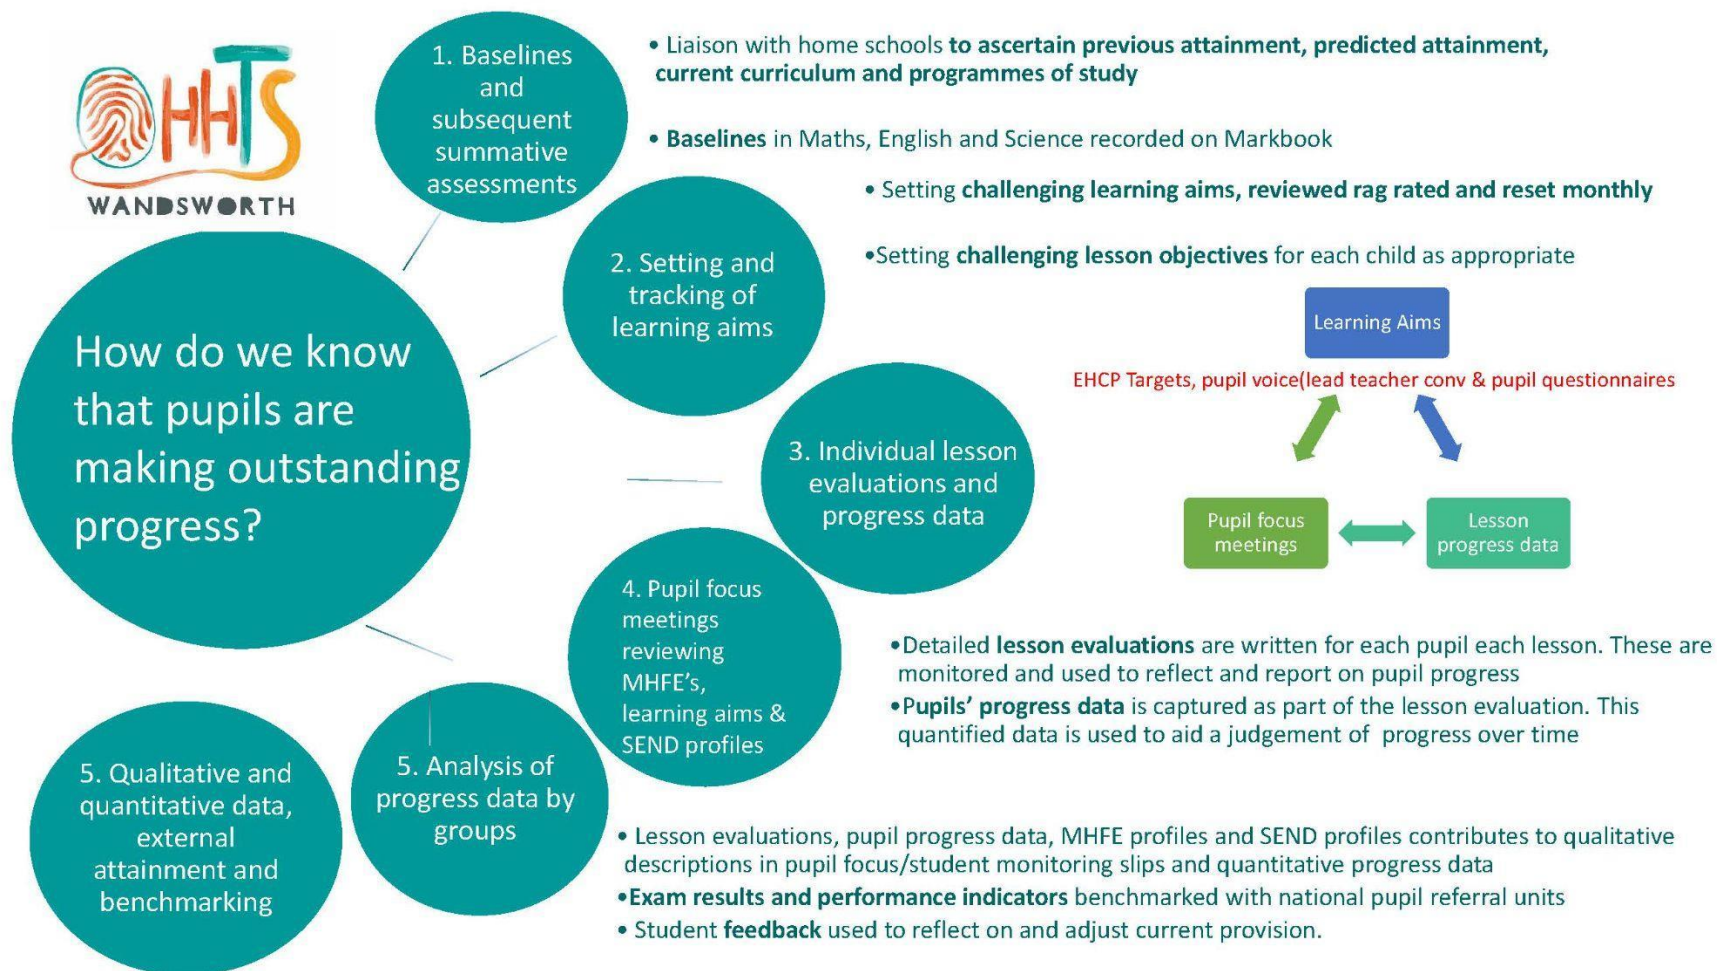 HHTS
WANDSWORTH
How do we know
that pupils are
making outstanding
progress?
1. Baselines
and
subsequent
summative
assessments
• Liaison with home schools to ascertain previous attainment, predicted attainment,
current curriculum and programmes of study
• Baselines in Maths, English and Science recorded on Markbook
2. Setting and
tracking of
learning aims
• Setting challenging learning aims, reviewed rag rated and reset monthly
•Setting challenging lesson objectives for each child as appropriate
Learning Aims
EHCP Targets, pupil voice(lead teacher conv & pupil questionnaires
Pupil focus
meetings
Lesson
progress data
3. Individual lesson
evaluations and
progress data
4. Pupil focus
meetings
reviewing
MHFE’s,
learning aims &
SEND profiles
•Detailed lesson evaluations are written for each pupil each lesson. These are
monitored and used to reflect and report on pupil progress
•Pupils’ progress data is captured as part of the lesson evaluation. This
quantified data is used to aid a judgement of progress over time
5. Analysis of
progress data by
groups
5. Qualitative and
quantitative data,
external
attainment and
benchmarking
• Lesson evaluations, pupil progress data, MHFE profiles and SEND profiles contributes to qualitative
descriptions in pupil focus/student monitoring slips and quantitative progress data
•Exam results and performance indicators benchmarked with national pupil referral units
• Student feedback used to reflect on and adjust current provision.